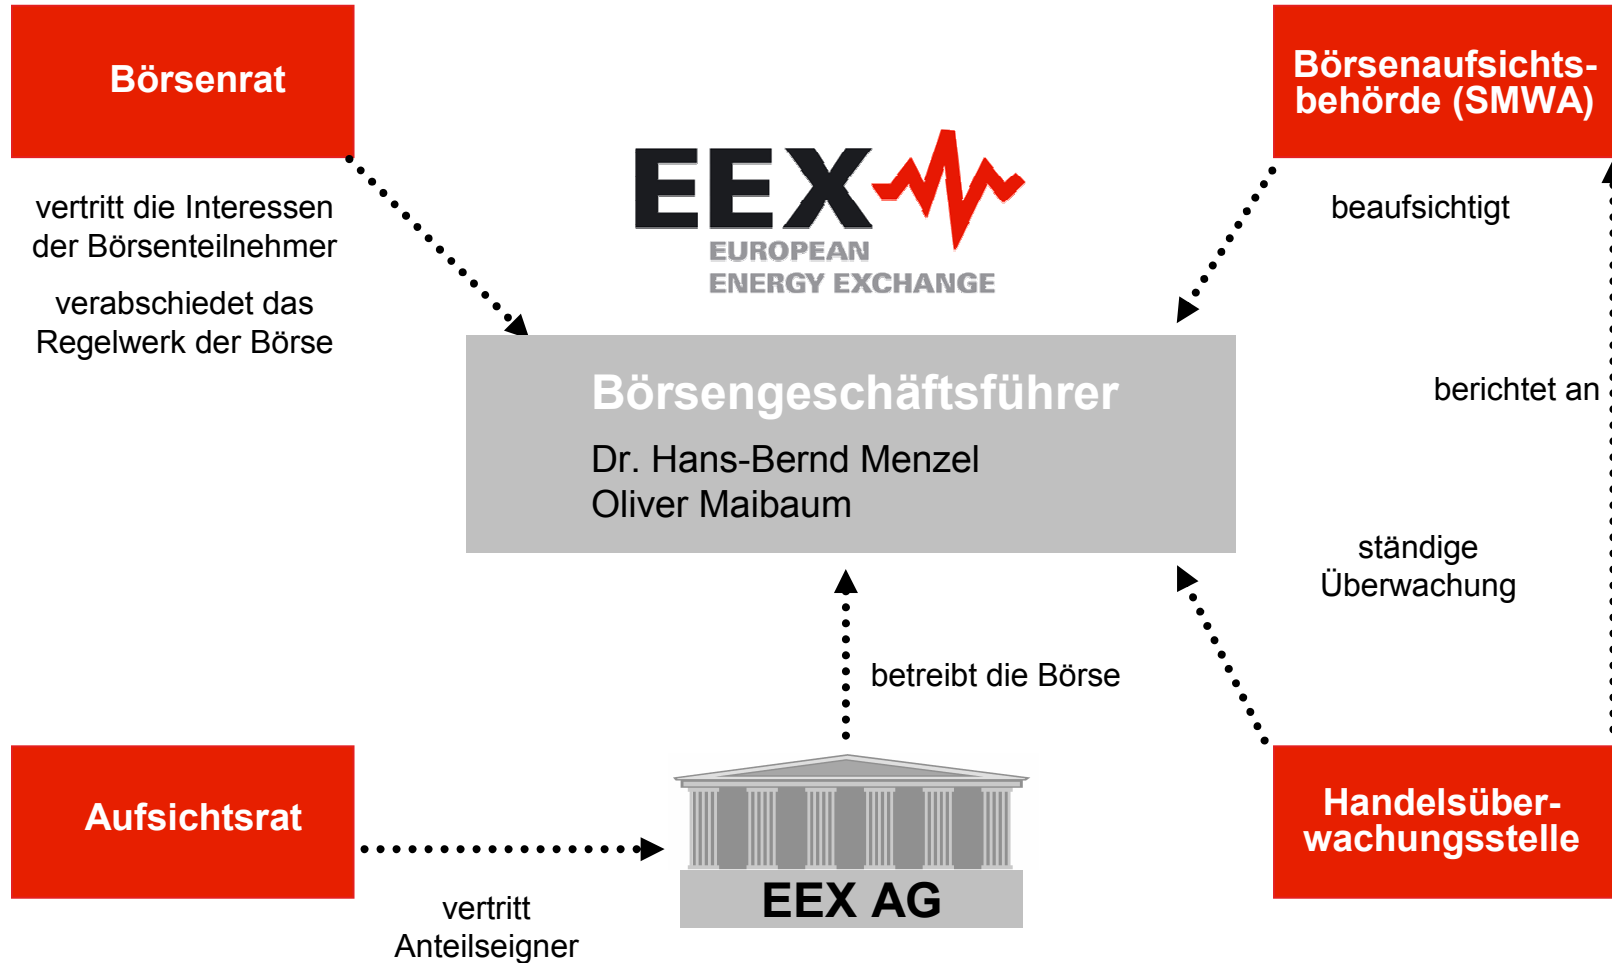 Börsenrat
vertritt die Interessen
der Börsenteilnehmer
verabschiedet das
Regelwerk der Börse
EEX
EUROPEAN
ENERGY EXCHANGE
Börsenaufsichts-
behörde (SMWA)
beaufsichtigt
berichtet an
Börsengeschäftsführer
Dr. Hans-Bernd Menzel
Oliver Maibaum
ständige
Überwachung
betreibt die Börse
Aufsichtsrat
vertritt
Anteilseigner
EEX AG
Handelsüber-
wachungsstelle